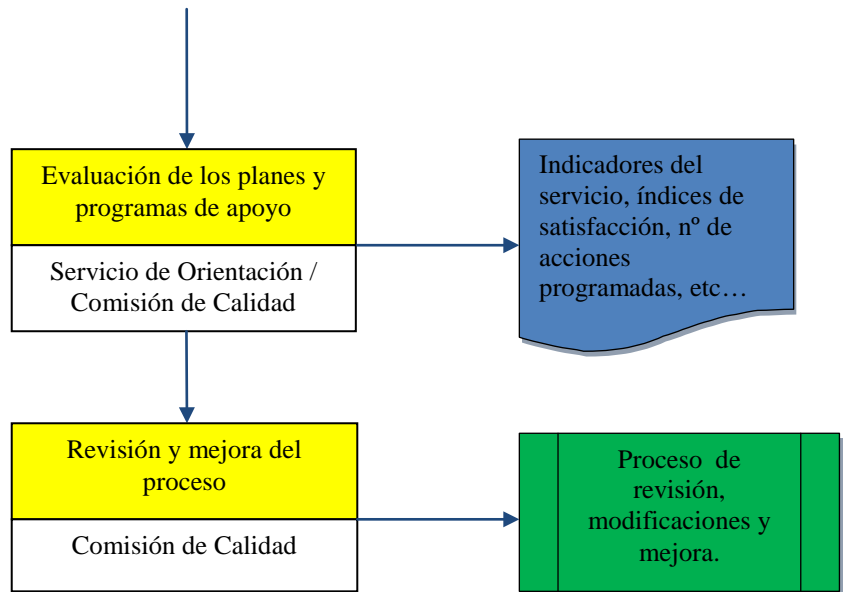 Evaluación de los planes y
programas de apoyo
Servicio de Orientación /
Comisión de Calidad
Indicadores del
servicio, índices de
satisfacción, nº de
acciones
programadas, etc…
Revisión y mejora del
proceso
Comisión de Calidad
Proceso de
revisión,
modificaciones y
mejora.